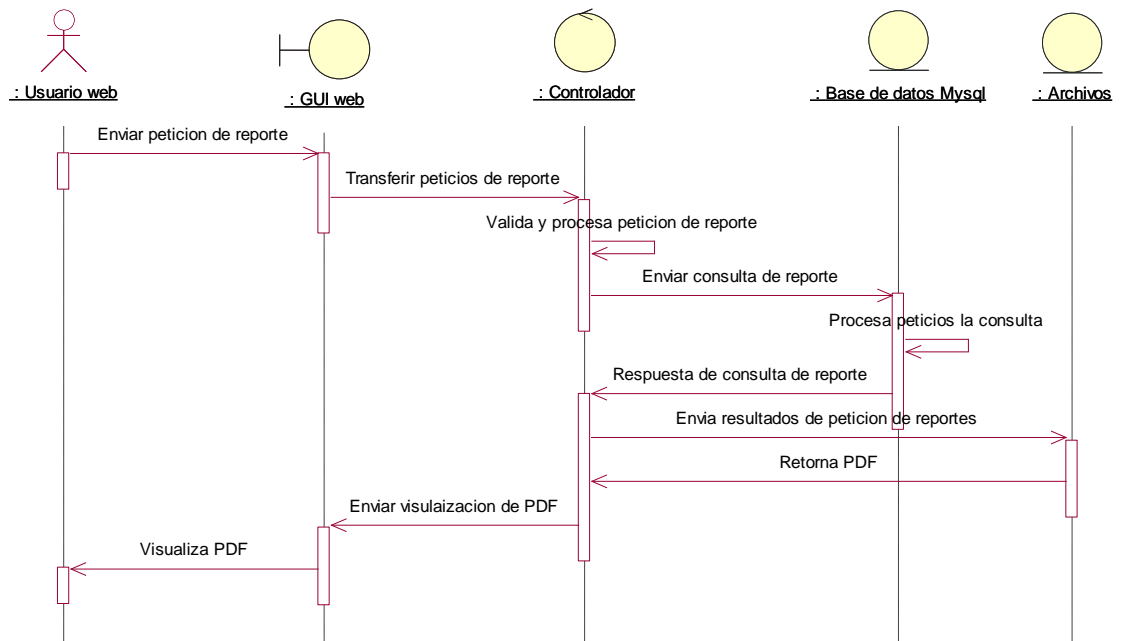 : Usuario web
: GUI web
: Controlador
: Base de datos Mysql
: Archivos
Enviar peticion de reporte
Transferir peticios de reporte
Valida y procesa peticion de reporte
Enviar consulta de reporte
Procesa peticios la consulta
Respuesta de consulta de reporte
Envia resultados de peticion de reportes
Retorna PDF
Enviar visulaizacion de PDF
Visualiza PDF